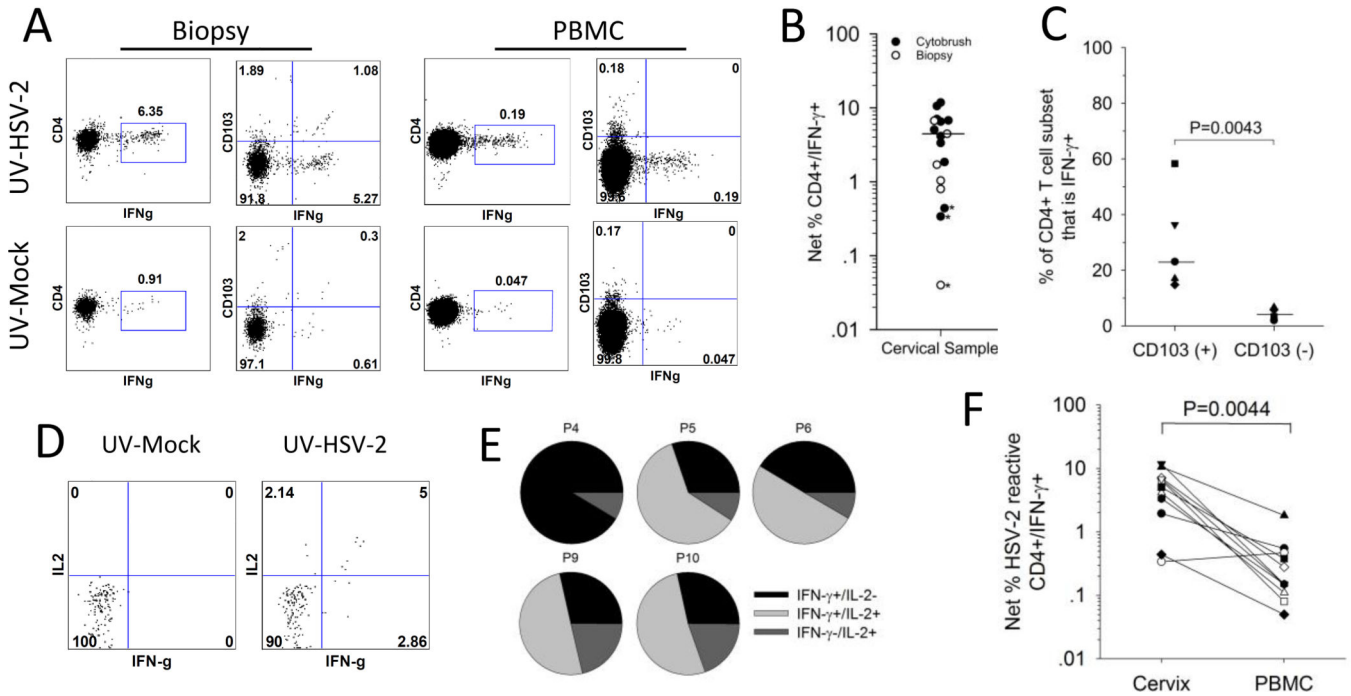 A
Biopsy
PBMC
UV-HSV-2
CD4
6.35
IFNg
CD103
1.89
1.08
91.8
5.27
IFNg
CD4
0.19
IFNg
CD103
0.18
0
0.19
IFNg
UV-Mock
CD4
0.91
IFNg
CD103
2
0.3
97.1
0.61
IFNg
CD4
0.047
IFNg
CD103
0.17
0
99.8
0.047
IFNg
B
Cytobrush
Biopsy
Net % CD4+/IFN-γ+
100
10
1
.1
.01
*
*
*
Cervical Sample
C
% of CD4+ T cell subset
that is IFN-γ+
100
80
60
40
20
0
P=0.0043
CD103 (+)
CD103 (-)
D
UV-Mock
UV-HSV-2
IL2
0
0
100
0
IFN-g
IL2
2.14
5
90
2.86
IFN-g
E
P4
P5
P6
P9
P10
IFN-γ+/IL-2-
IFN-γ+/IL-2+
IFN-γ-/IL-2+
F
Net % HSV-2 reactive
CD4+/IFN-γ+
100
10
1
.1
.01
P=0.0044
Cervix
PBMC